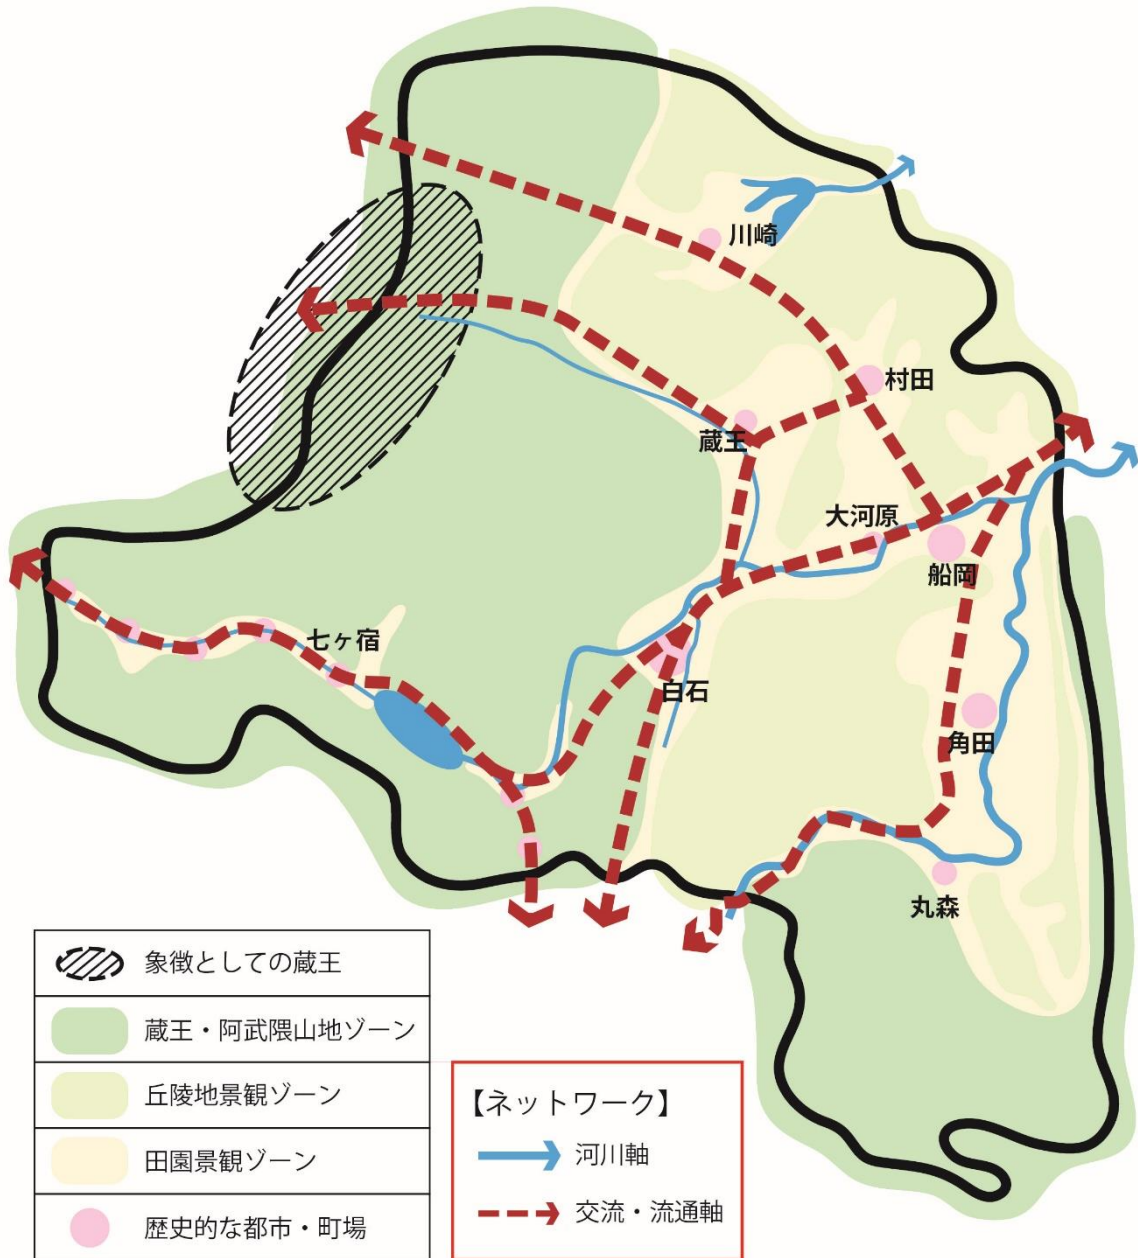 川崎
村田
蔵王
大河原
船岡
七ヶ宿
白石
角田
丸森
象徴としての蔵王
蔵王・阿武隈山地ゾーン
丘陵地景観ゾーン
田園景観ゾーン
歴史的な都市・町場
【ネットワーク】
河川軸
交流・流通軸